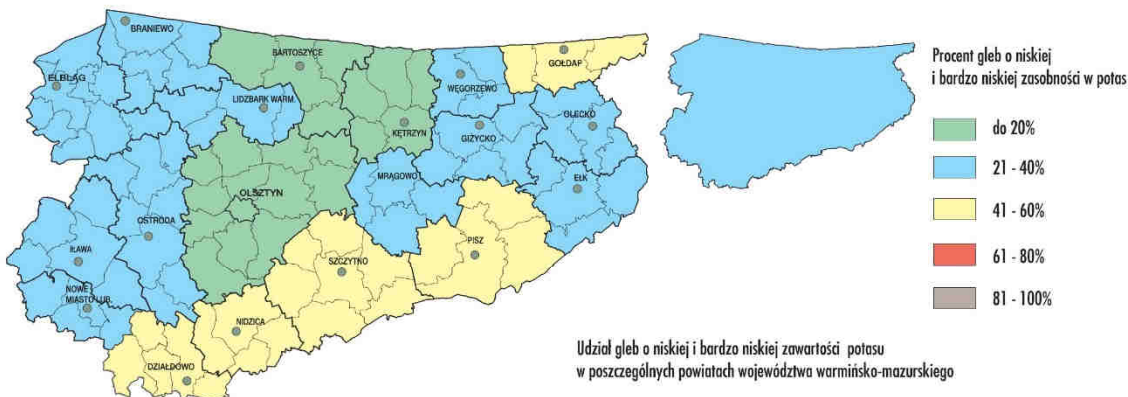 BRANIEWO
BARTOSZYCE
GOŁDAP
ELBLĄG
WĘGORZEWO
LIDZBARK WARM.
OLECKO
KĘTRZYN
GIŻYCKO
MRĄGOWO
EŁK
OLSZTYN
OSTRÓDA
IŁAWA
PISZ
SZCZYTNO
NOWE
MIASTO LUB.
NIDZICA
DZIAŁDOWO
Procent gleb o niskiej
i bardzo niskiej zasobności w potas
do 20%
21 - 40%
41 - 60%
61 - 80%
81 - 100%
Udział gleb o niskiej i bardzo niskiej zawartości potasu
w poszczególnych powiatach województwa warmińsko-mazurskiego